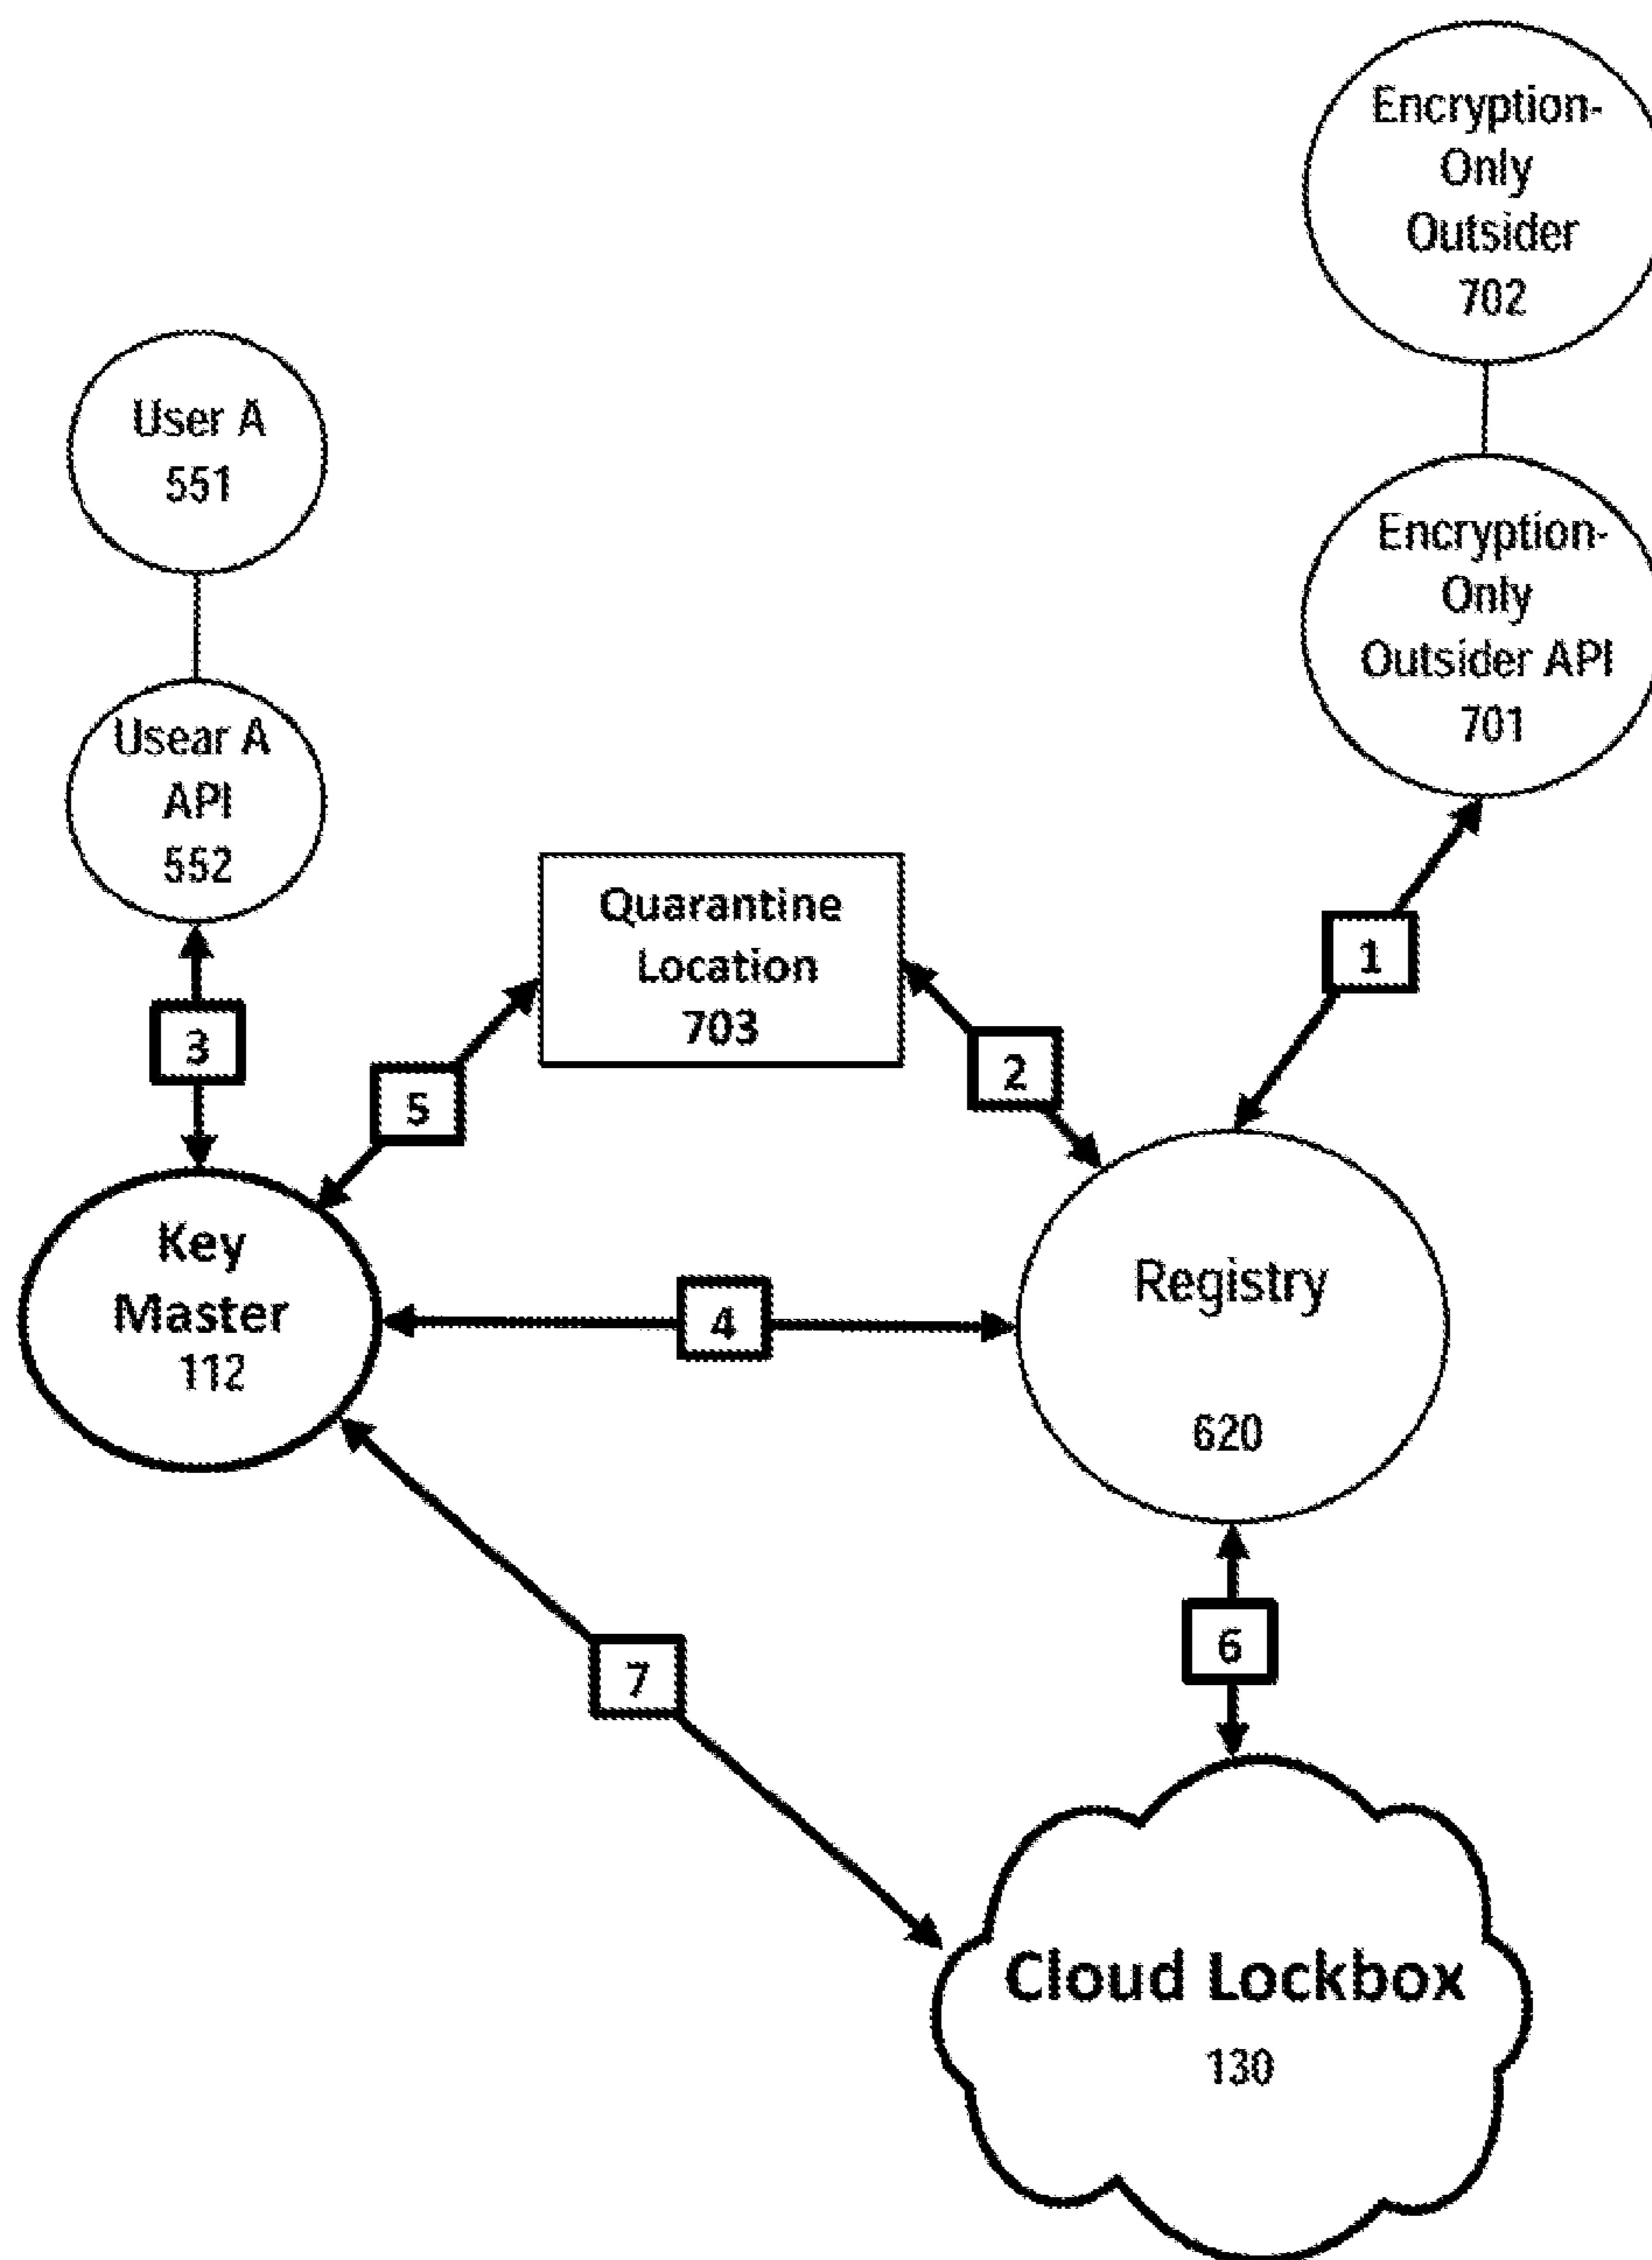 Encryption-
Only
Outsider
702
User A
551
Encryption-
Only
Outsider API
701
Usear A
API
552
Quarantine
Location
703
1
3
5
2
Key
Master
112
4
Registry
620
7
6
Cloud Lockbox
130